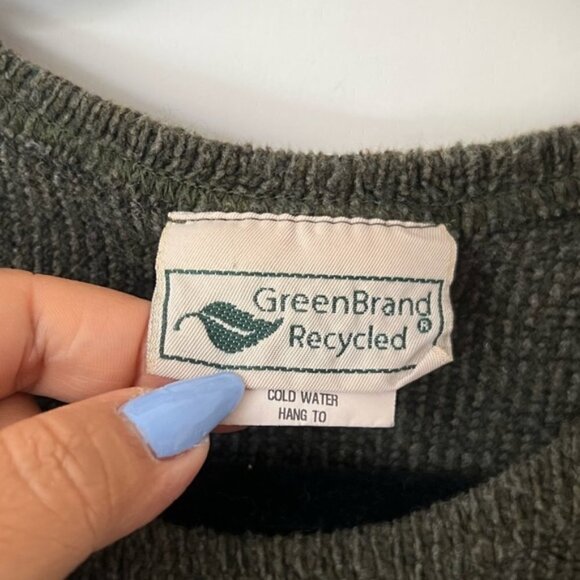 GreenBrand
Recycled®
COLD WATER
HANG TO